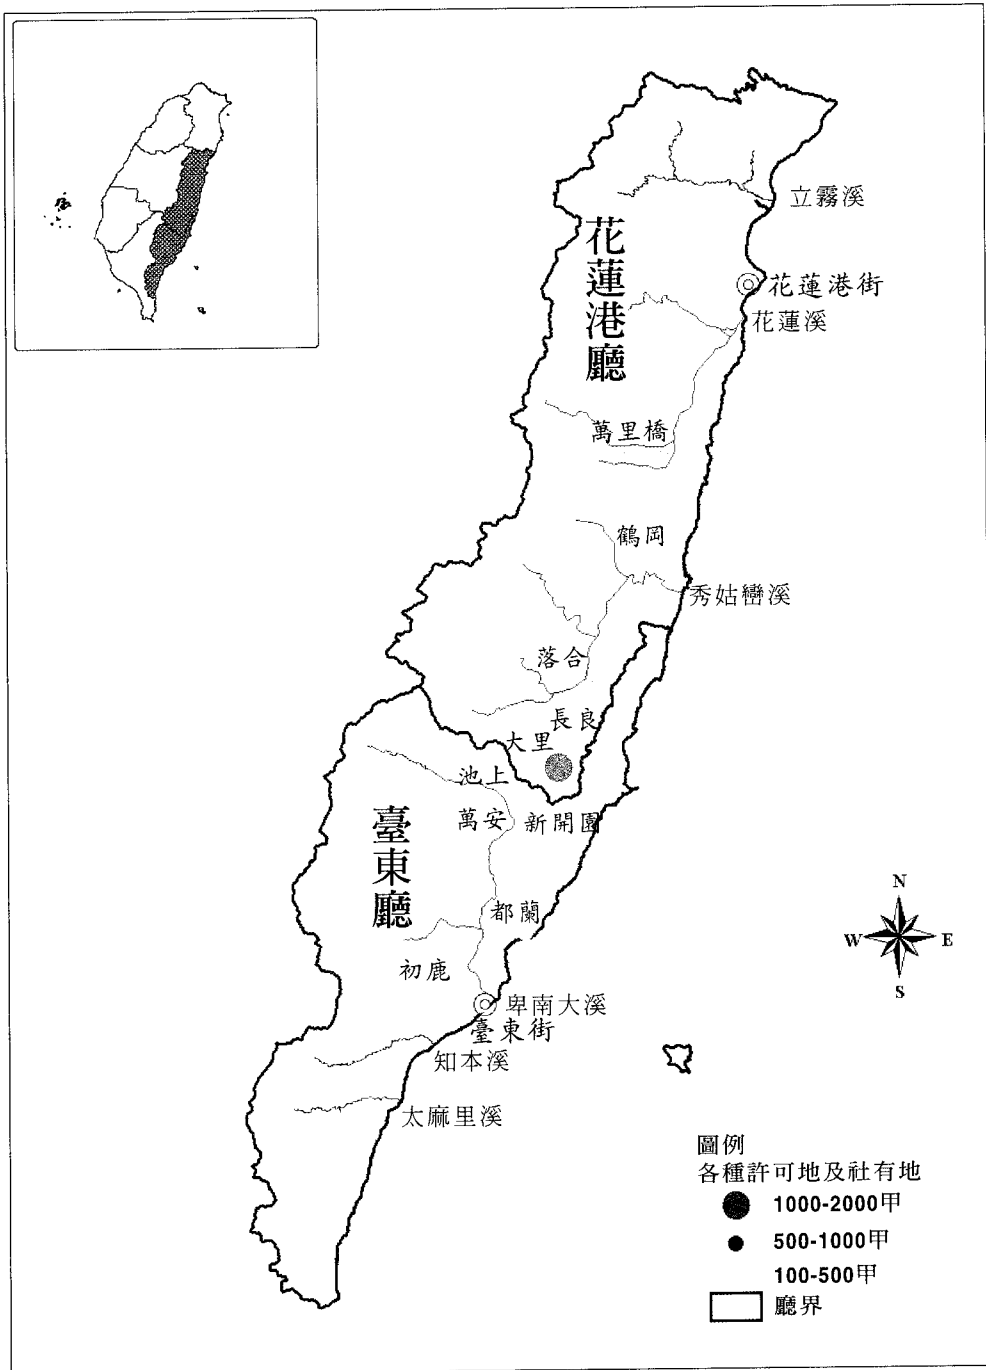 立霧溪
花蓮港廳
花蓮港街
花蓮溪
萬里橋
鶴岡
秀姑巒溪
落合
長良
大里
池上
萬安
新開園
臺東廳
都蘭
初鹿
卑南大溪
臺東街
知本溪
太麻里溪
N
W
E
S
圖例
各種許可地及社有地
1000-2000甲
500-1000甲
100-500甲
廳界